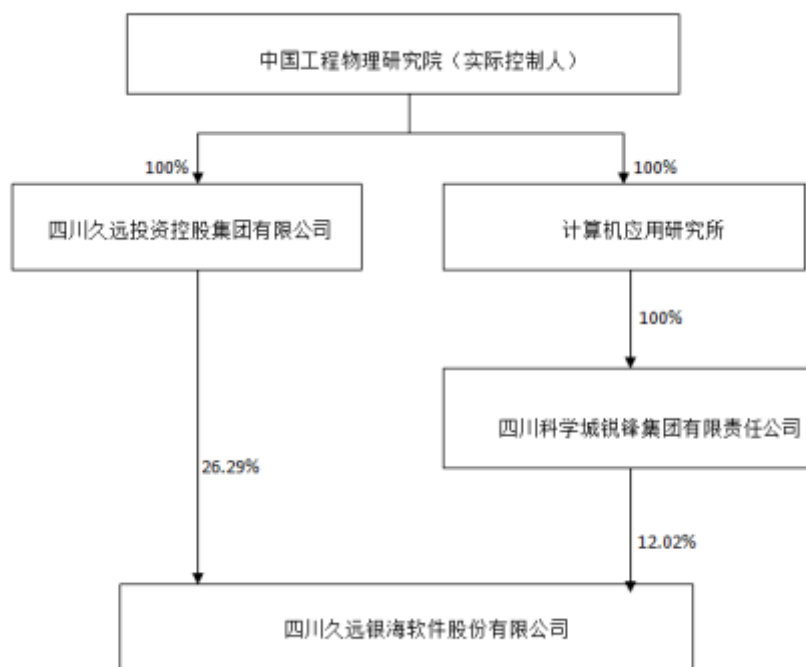 中国工程物理研究院（实际控制人）
100%
100%
四川久远投资控股集团有限公司
计算机应用研究所
100%
四川科学城锐锋集团有限责任公司
26.29%
12.02%
四川久远银海软件股份有限公司